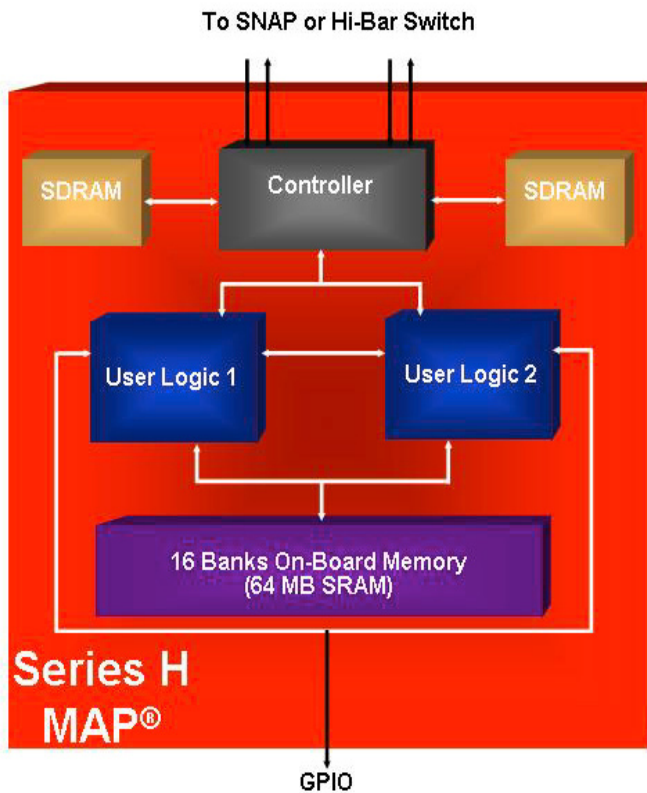 To SNAP or Hi-Bar Switch
SDRAM
Controller
SDRAM
User Logic 1
User Logic 2
16 Banks On-Board Memory
(64 MB SRAM)
Series H
MAP®
GPIO